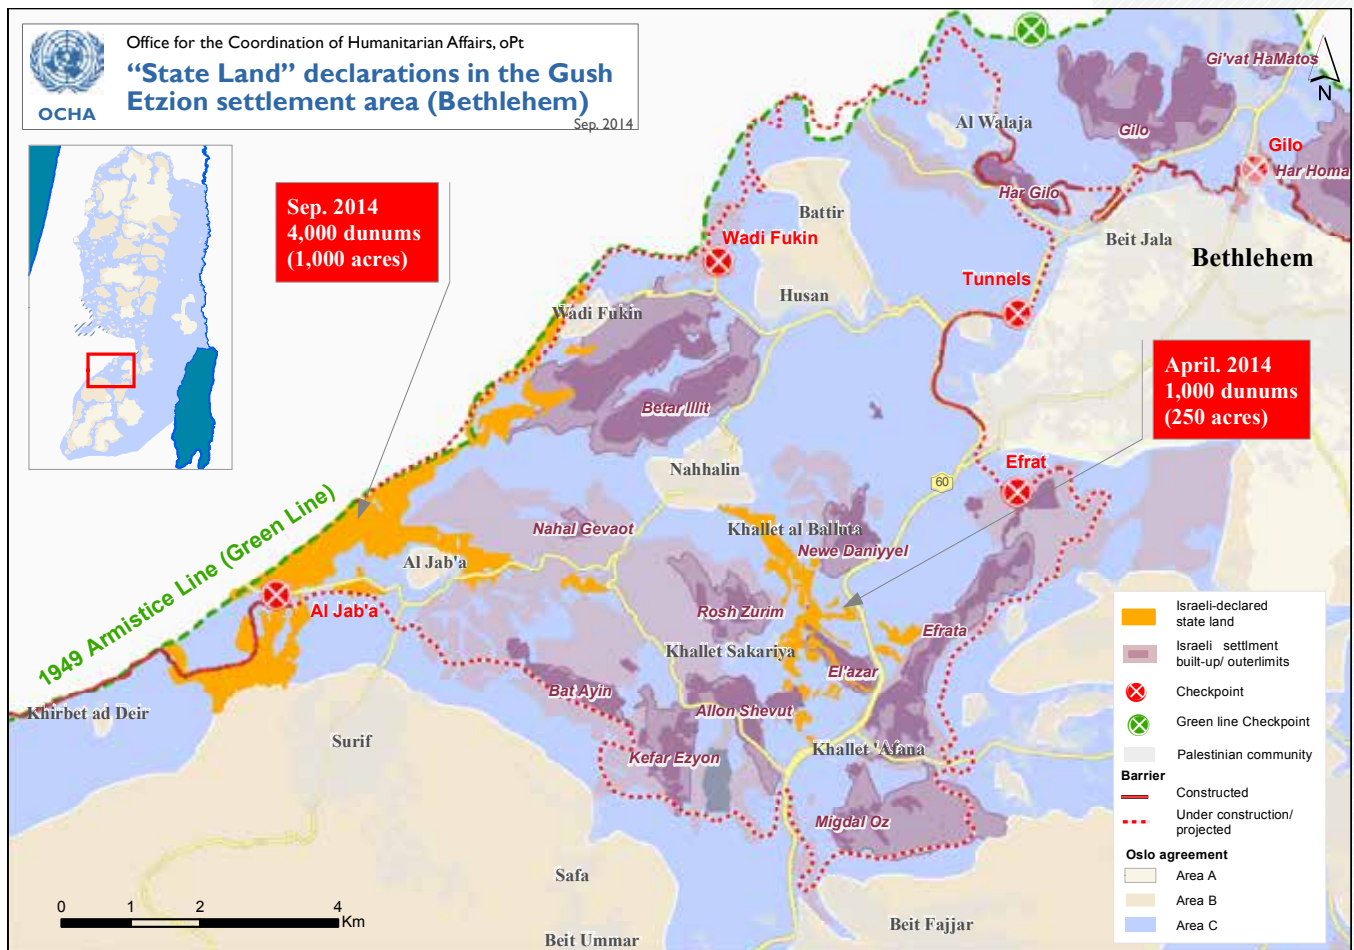 Office for the Coordination of Humanitarian Affairs, oPt
“State Land” declarations in the Gush
Etzion settlement area (Bethlehem)
OCHA
Sep. 2014
N
Sep. 2014
4,000 dunums
(1,000 acres)
April. 2014
1,000 dunums
(250 acres)
1949 Armistice Line (Green Line)
Gi'vat HaMatos
Al Walaja
Gilo
Gilo
Har Homa
Har Gilo
Battir
Wadi Fukin
Beit Jala
Bethlehem
Tunnels
Husan
Wadi Fukin
Betar Illit
Nahhalin
Efrat
60
Khallet al Balluta
Nahal Gevaot
Newe Daniyyel
Al Jab'a
Al Jab'a
Rosh Zurim
Efrata
Khallet Sakariya
El'azar
Bat Ayin
Allon Shevut
Khirbet ad Deir
Surif
Khallet 'Afana
Kefar Ezyon
Migdal Oz
Safa
Beit Fajjar
Beit Ummar
0 1 2 4
Km
Israeli-declared
state land
Israeli settlment
built-up/ outerlimits
Checkpoint
Green line Checkpoint
Palestinian community
Barrier
Constructed
Under construction/
projected
Oslo agreement
Area A
Area B
Area C